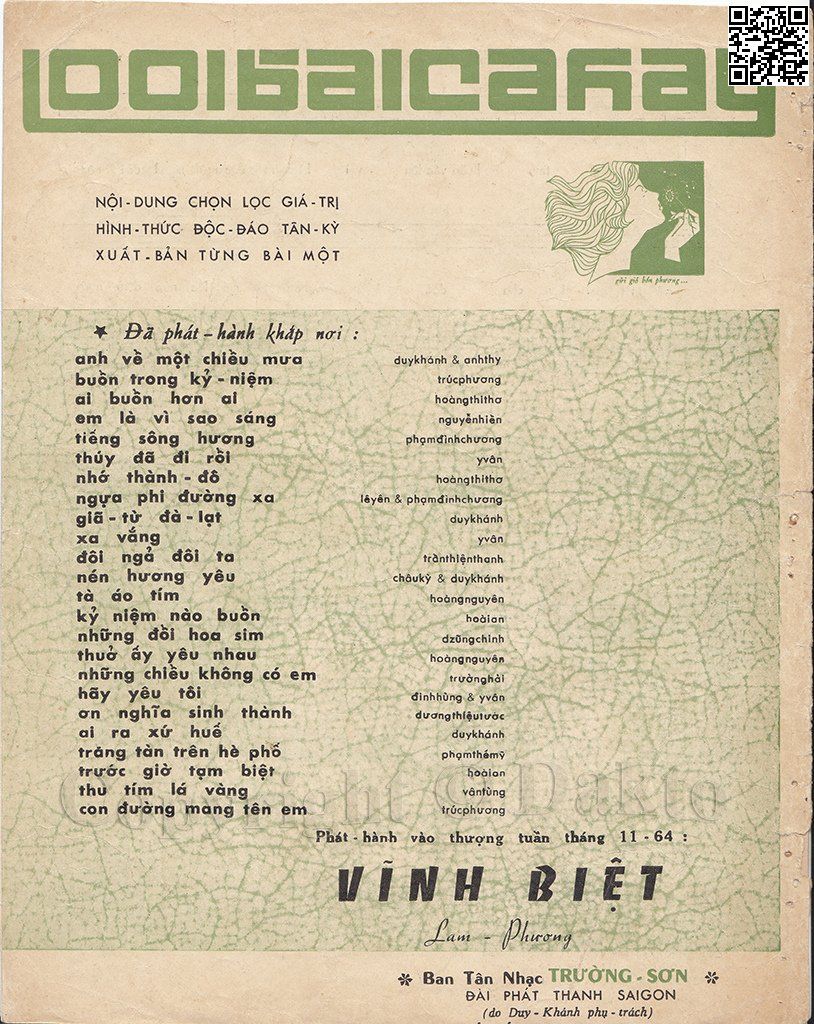 1001baicahay
NỘI-DUNG CHỌN LỌC GIÁ-TRỊ
HÌNH-THỨC ĐỘC-ĐÁO TÂN-KỲ
XUẤT-BẢN TỪNG BÀI MỘT
gửi gió bốn phương...
★ Đã phát-hành khắp nơi :
anh về một chiều mưa duykhánh & anhthy
buồn trong kỷ-niệm trúcphương
ai buồn hơn ai hoàngthithơ
em là vì sao sáng nguyễnhiền
tiếng sông hương phạmđìnhchương
thúy đã đi rồi yvân
nhớ thành-đô hoàngthithơ
ngựa phi đường xa lêyên & phạmđìnhchương
giã-từ đà-lạt duykhánh
xa vắng yvân
đôi ngả đôi ta trầnthiệnthanh
nén hương yêu châukỳ & duykhánh
tà áo tím hoàngnguyên
kỷ niệm nào buồn hoàian
những đồi hoa sim dzũngchinh
thuở ấy yêu nhau hoàngnguyên
những chiều không có em trườnghải
hãy yêu tôi đinhhùng & yvân
ơn nghĩa sinh thành dươngthiệutước
ai ra xứ huế duykhánh
trăng tàn trên hè phố phạmthếmỹ
trước giờ tạm biệt hoàian
thu tím lá vàng vântùng
con đường mang tên em trúcphương
Copyright © Dakto
Phát-hành vào thượng tuần tháng 11-64 :
VĨNH BIỆT
Lam - Phương
Ban Tân Nhạc TRƯỜNG-SƠN
ĐÀI PHÁT THANH SAIGON
(do Duy-Khánh phụ-trách)